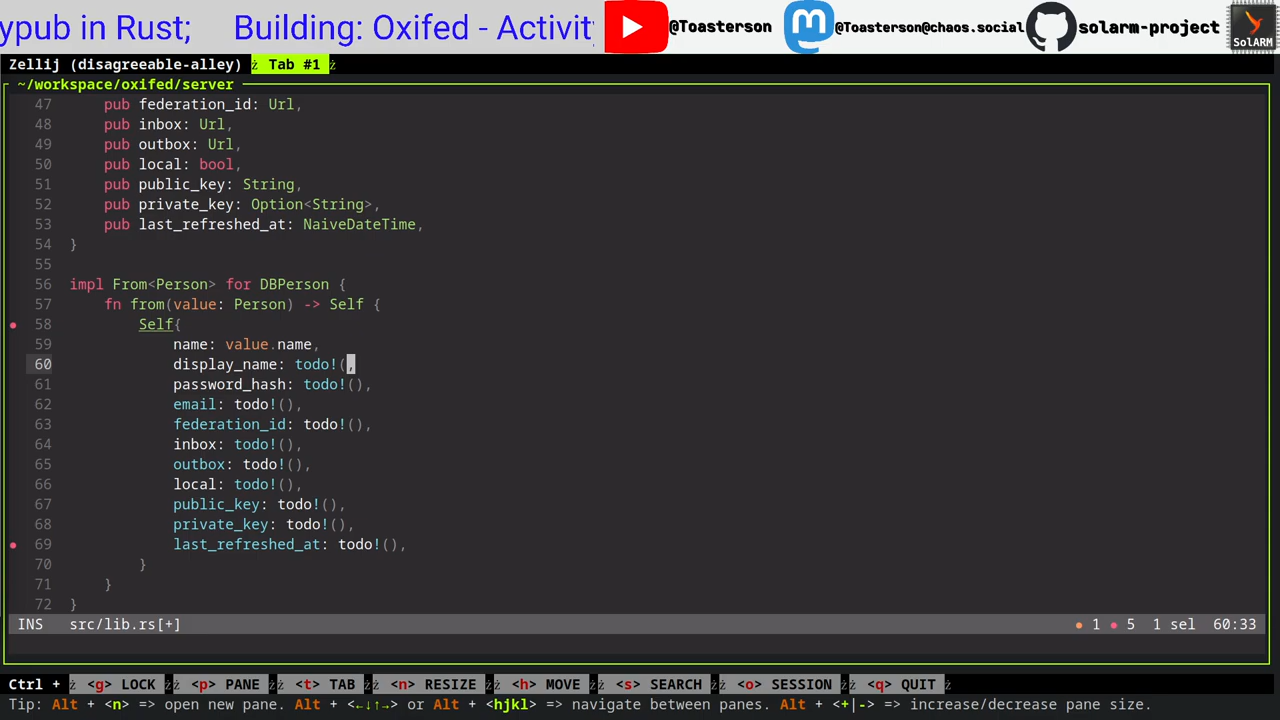 ypub in Rust;    Building: Oxifed - Activity
@Toasterson
@Toasterson@chaos.social
solarm-project
SolARM
Zellij (disagreeable-alley)  Tab #1
~/workspace/oxifed/server
47 pub federation_id: Url,
48 pub inbox: Url,
49 pub outbox: Url,
50 pub local: bool,
51 pub public_key: String,
52 pub private_key: Option<String>,
53 pub last_refreshed_at: NaiveDateTime,
54 }
55
56 impl From<Person> for DBPerson {
57 fn from(value: Person) -> Self {
58 Self{
59 name: value.name,
60 display_name: todo!(,
61 password_hash: todo!(),
62 email: todo!(),
63 federation_id: todo!(),
64 inbox: todo!(),
65 outbox: todo!(),
66 local: todo!(),
67 public_key: todo!(),
68 private_key: todo!(),
69 last_refreshed_at: todo!(),
70 }
71 }
72 }
INS src/lib.rs[+] ● 1 ● 5 1 sel 60:33
Ctrl + <g> LOCK <p> PANE <t> TAB <n> RESIZE <h> MOVE <s> SEARCH <o> SESSION <q> QUIT
Tip: Alt + <n> => open new pane. Alt + <←↓↑→> or Alt + <hjkl> => navigate between panes. Alt + <+|-> => increase/decrease pane size.